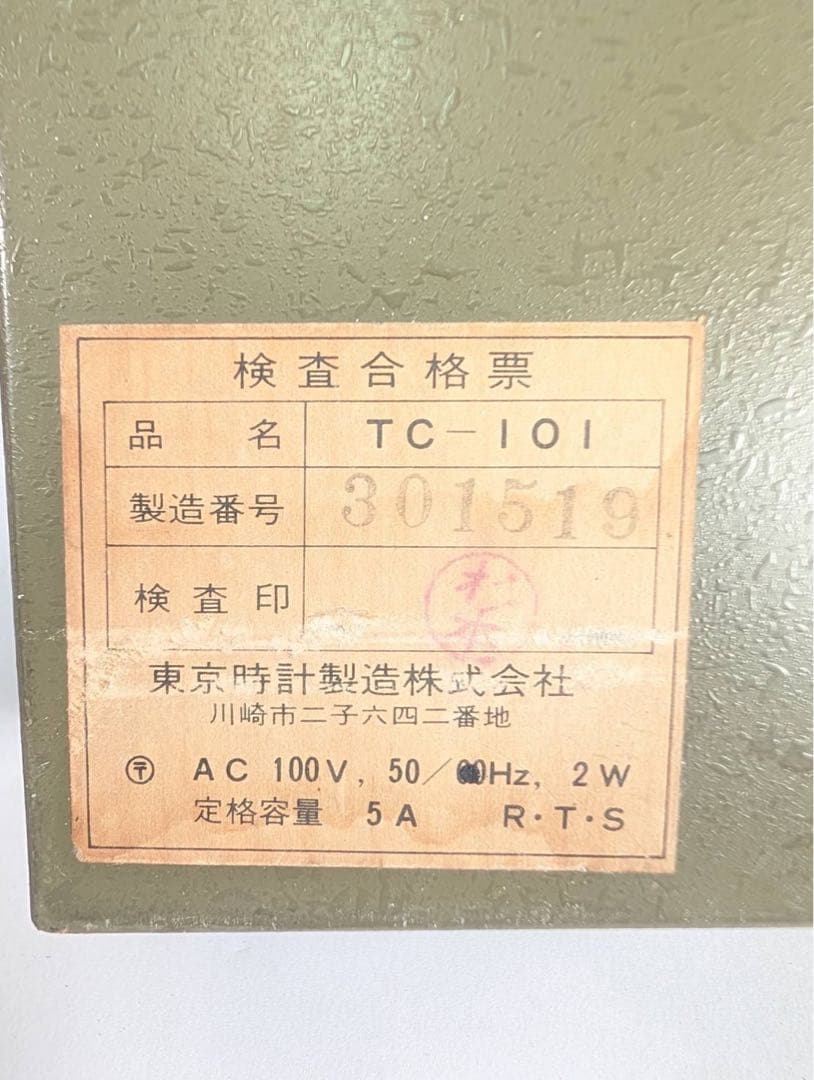 検査合格票
品名 TC-101
製造番号 301519
検査印
東京時計製造株式会社
川崎市二子六四二番地
〶 AC 100V, 50/60Hz, 2W
定格容量 5A R・T・S